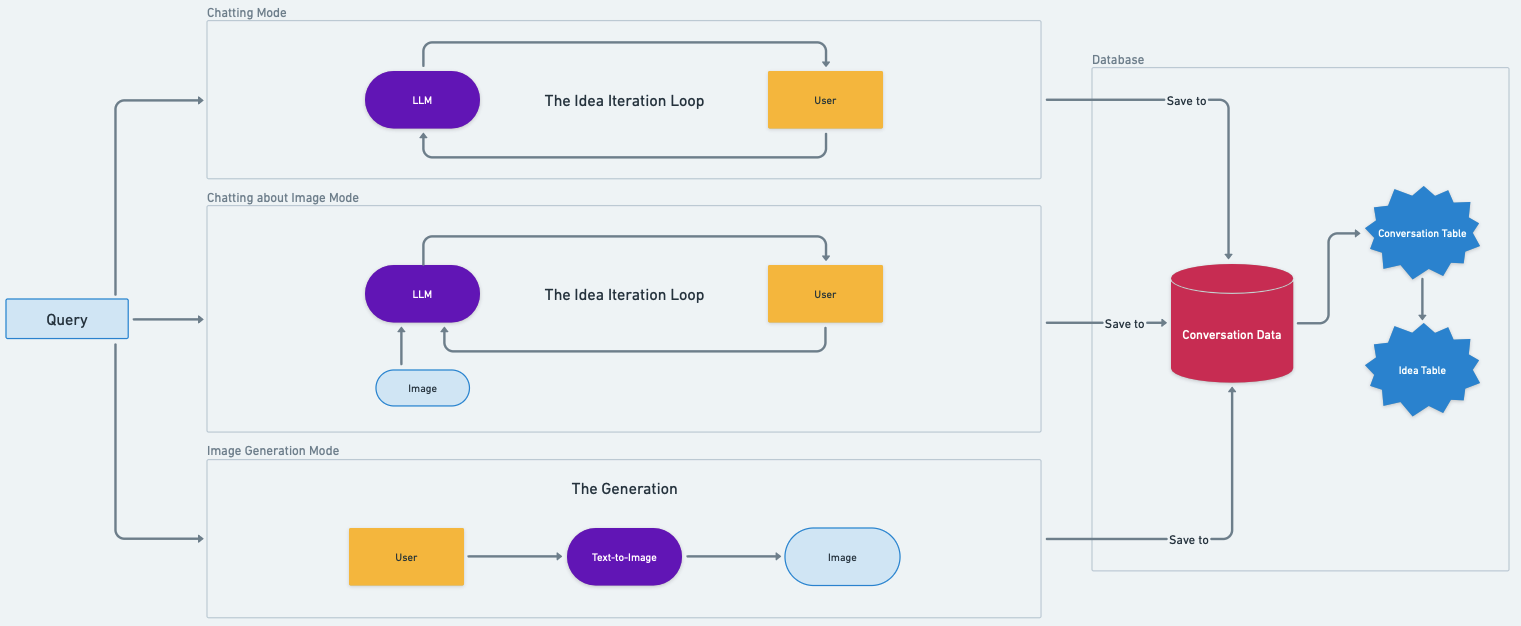 Chatting Mode
LLM
The Idea Iteration Loop
User
Chatting about Image Mode
LLM
The Idea Iteration Loop
User
Image
Query
Image Generation Mode
The Generation
User
Text-to-Image
Image
Database
Save to
Save to
Save to
Conversation Data
Conversation Table
Idea Table